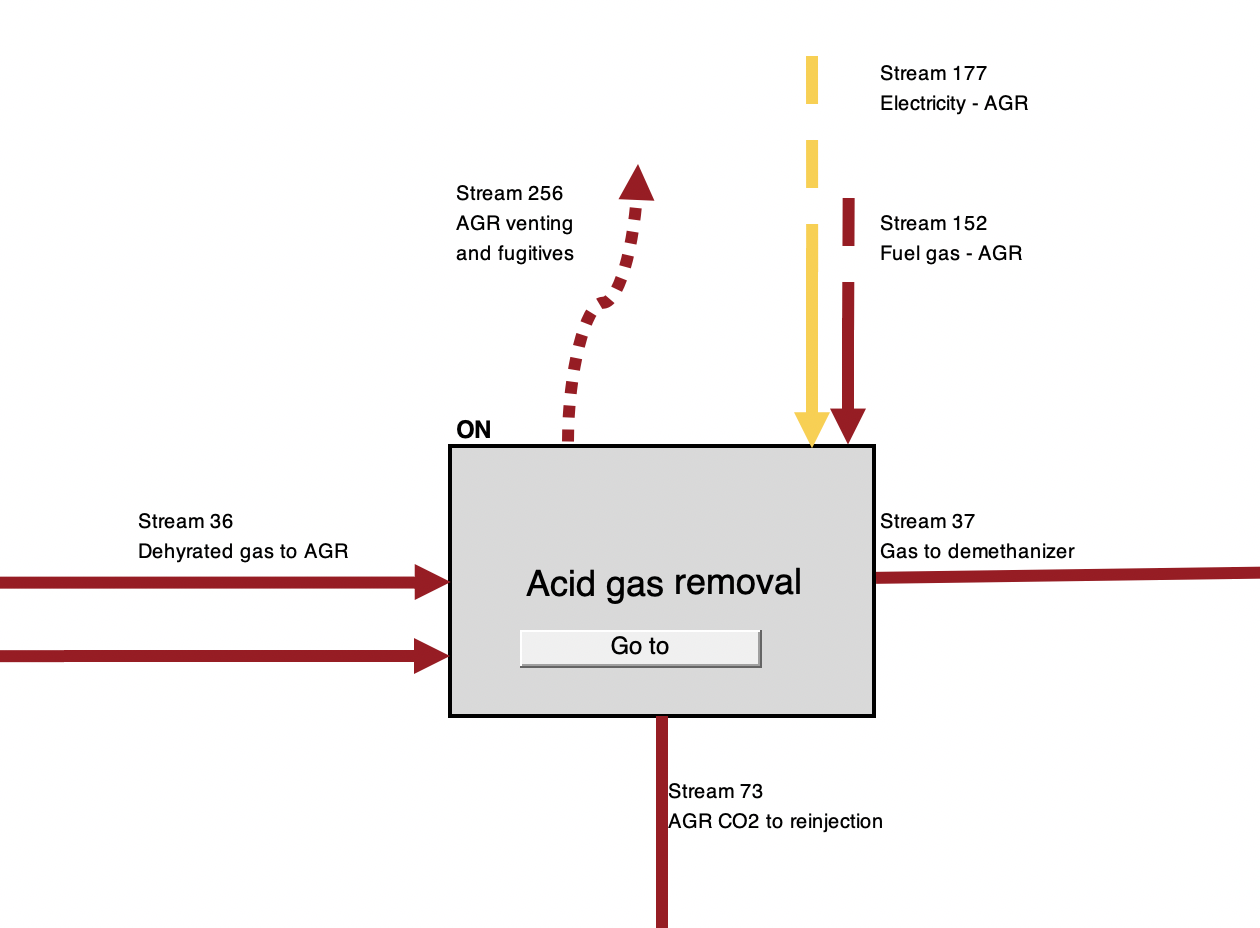 Stream 177
Electricity - AGR
Stream 256
AGR venting
and fugitives
Stream 152
Fuel gas - AGR
ON
Stream 36
Dehyrated gas to AGR
Stream 37
Gas to demethanizer
Acid gas removal
Go to
Stream 73
AGR CO2 to reinjection